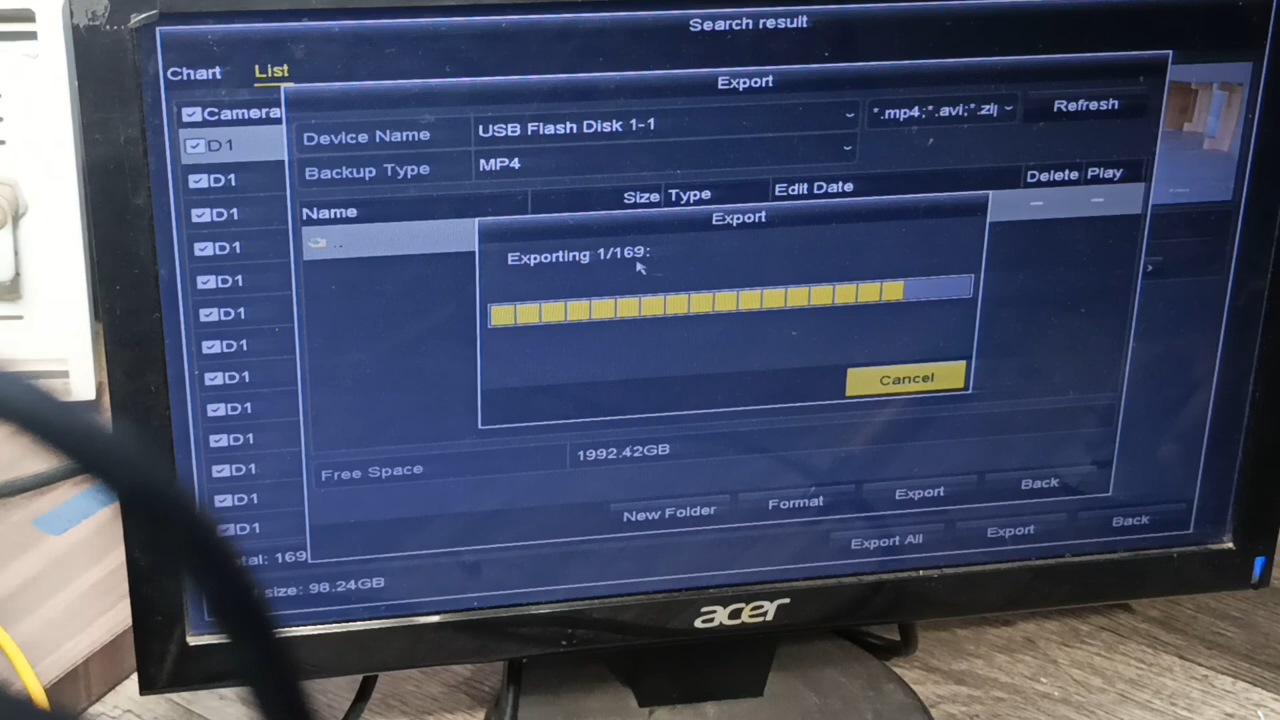 Search result
Chart List
Export
Camera
Device Name USB Flash Disk 1-1 *.mp4;*.avi;*.zi Refresh
D1
Backup Type MP4
D1
Name Size Type Edit Date Delete Play
D1
..
Export
Exporting 1/169:
D1
D1
D1
D1
D1
Cancel
D1
D1
D1
Free Space 1992.42GB
D1
New Folder Format Export Back
D1
Export All Export Back
tal: 169
size: 98.24GB
acer